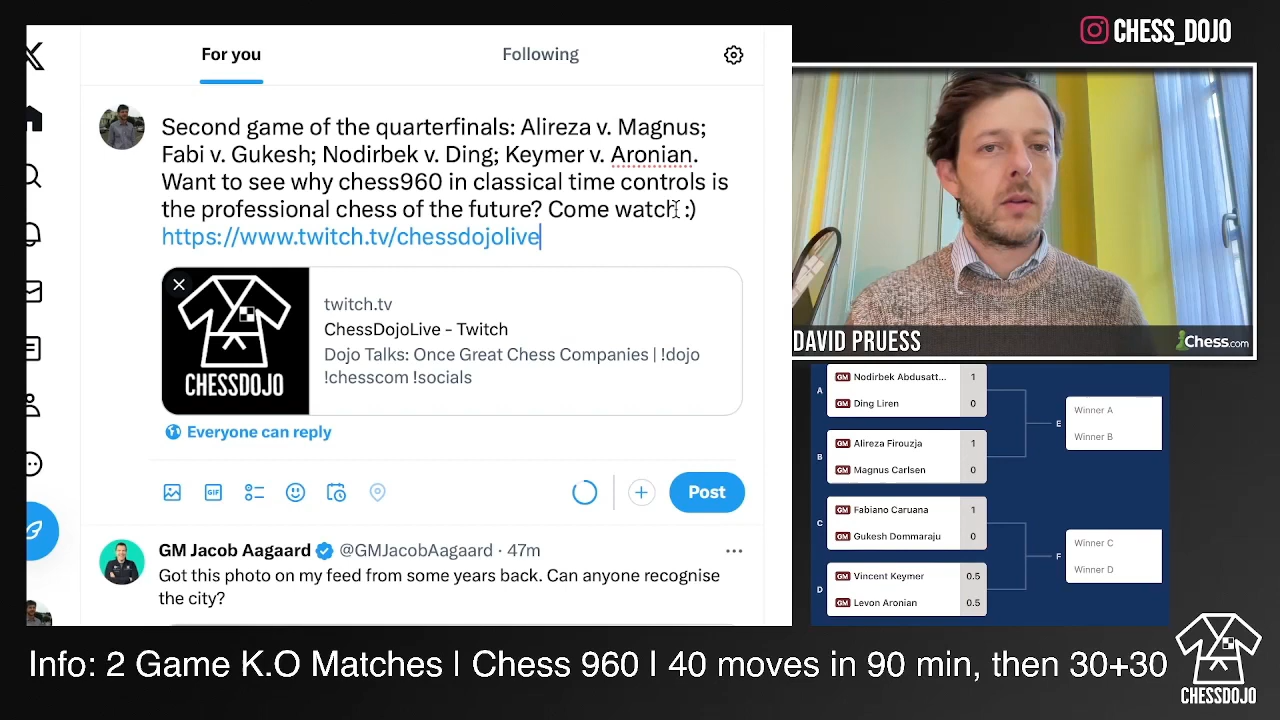 CHESS_DOJO
For you
Following
Second game of the quarterfinals: Alireza v. Magnus;
Fabi v. Gukesh; Nodirbek v. Ding; Keymer v. Aronian.
Want to see why chess960 in classical time controls is
the professional chess of the future? Come watch :)
https://www.twitch.tv/chessdojolive
CHESSDOJO
twitch.tv
ChessDojoLive - Twitch
Dojo Talks: Once Great Chess Companies | !dojo
!chesscom !socials
Everyone can reply
GIF
Post
GM Jacob Aagaard @GMJacobAagaard · 47m
Got this photo on my feed from some years back. Can anyone recognise
the city?
DAVID PRUESS
Chess.com
A
GM Nodirbek Abdusatt... 1
GM Ding Liren 0
B
GM Alireza Firouzja 1
GM Magnus Carlsen 0
E
Winner A
Winner B
C
GM Fabiano Caruana 1
GM Gukesh Dommaraju 0
D
GM Vincent Keymer 0.5
GM Levon Aronian 0.5
F
Winner C
Winner D
Info: 2 Game K.O Matches | Chess 960 | 40 moves in 90 min, then 30+30
CHESSDOJO